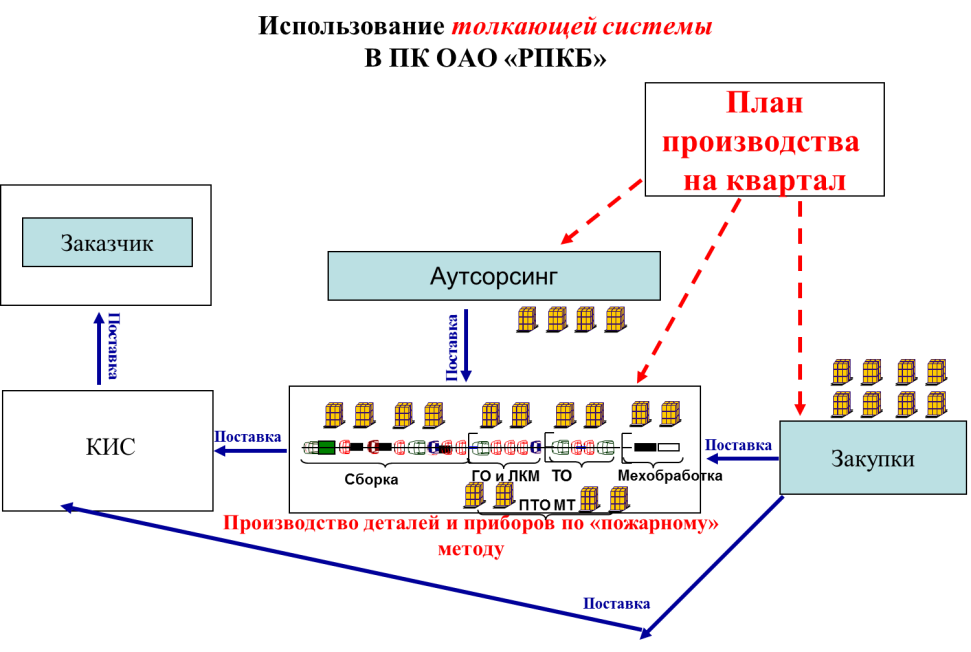 Использование толкающей системы
В ПК ОАО «РПКБ»
План
производства
на квартал
Заказчик
Аутсорсинг
Поставка
Поставка
КИС
Поставка
Поставка
Закупки
Сборка
ГО и ЛКМ
ТО
Мехобработка
ПТО МТ
Производство деталей и приборов по «пожарному»
методу
Поставка